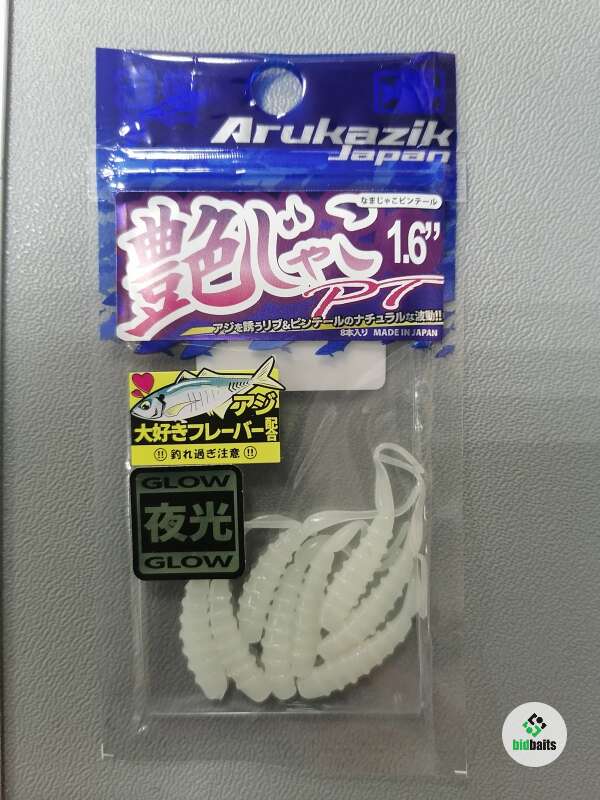 Arukazik
Japan
なまじゃこピンテール
艶じゃこ 1.6”
PT
アジを誘うリブ&ピンテールのナチュラルな波動!!
8本入り MADE IN JAPAN
アジ
大好きフレーバー配合
!! 釣れ過ぎ注意 !!
GLOW
夜光
GLOW
bidbaits